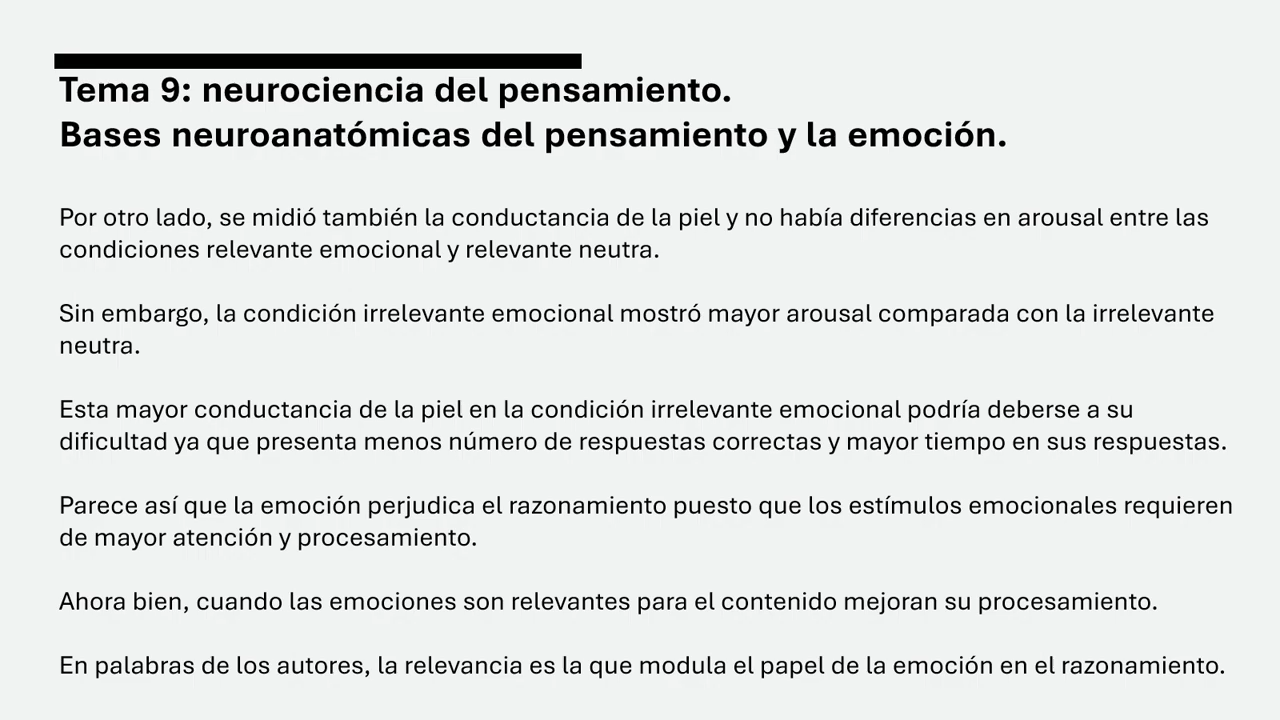 Tema 9: neurociencia del pensamiento.
Bases neuroanatómicas del pensamiento y la emoción.
Por otro lado, se midió también la conductancia de la piel y no había diferencias en arousal entre las
condiciones relevante emocional y relevante neutra.
Sin embargo, la condición irrelevante emocional mostró mayor arousal comparada con la irrelevante
neutra.
Esta mayor conductancia de la piel en la condición irrelevante emocional podría deberse a su
dificultad ya que presenta menos número de respuestas correctas y mayor tiempo en sus respuestas.
Parece así que la emoción perjudica el razonamiento puesto que los estímulos emocionales requieren
de mayor atención y procesamiento.
Ahora bien, cuando las emociones son relevantes para el contenido mejoran su procesamiento.
En palabras de los autores, la relevancia es la que modula el papel de la emoción en el razonamiento.